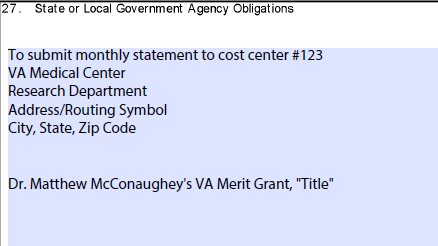 27. State or Local Government Agency Obligations
To submit monthly statement to cost center #123
VA Medical Center
Research Department
Address/Routing Symbol
City, State, Zip Code
Dr. Matthew McConaughey's VA Merit Grant, "Title"